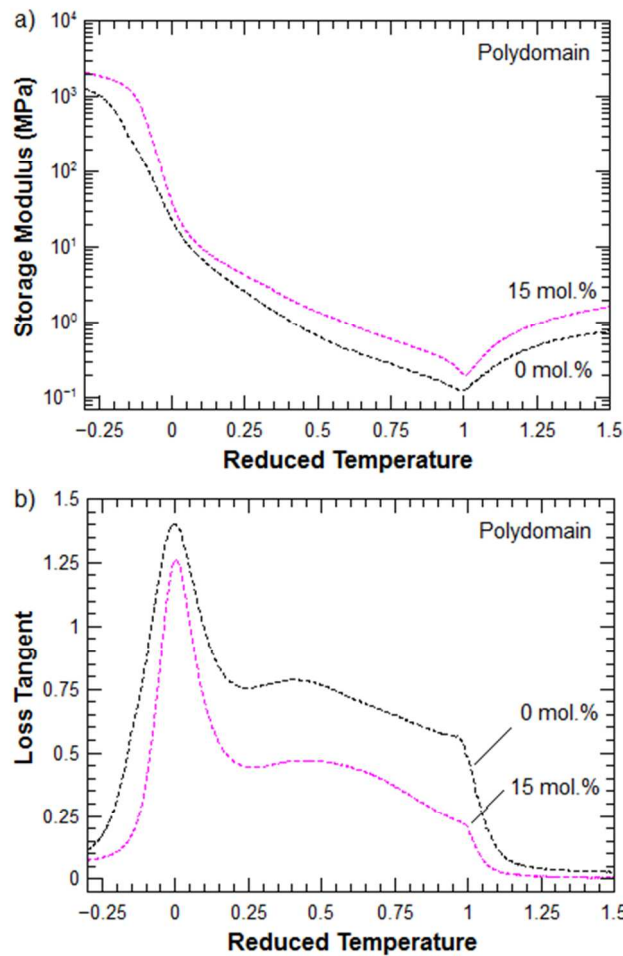 a)
10⁴
Polydomain
10³
10²
10¹
15 mol.%
10⁰
0 mol.%
10⁻¹
Storage Modulus (MPa)
−0.25 0 0.25 0.5 0.75 1 1.25 1.5
Reduced Temperature
b)
1.5
Polydomain
1.25
1
0.75
0 mol.%
0.5
15 mol.%
0.25
0
Loss Tangent
−0.25 0 0.25 0.5 0.75 1 1.25 1.5
Reduced Temperature